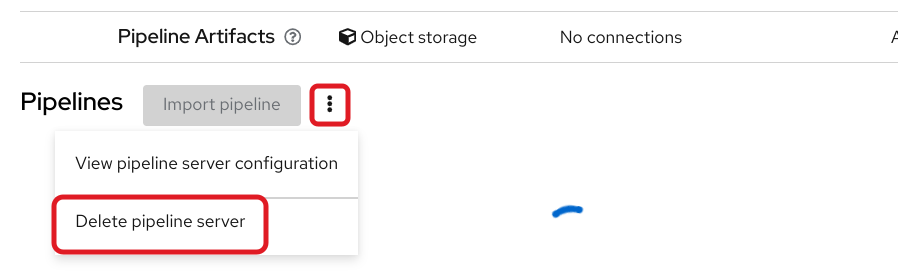 Pipeline Artifacts Object storage No connections A
Pipelines Import pipeline
View pipeline server configuration
Delete pipeline server